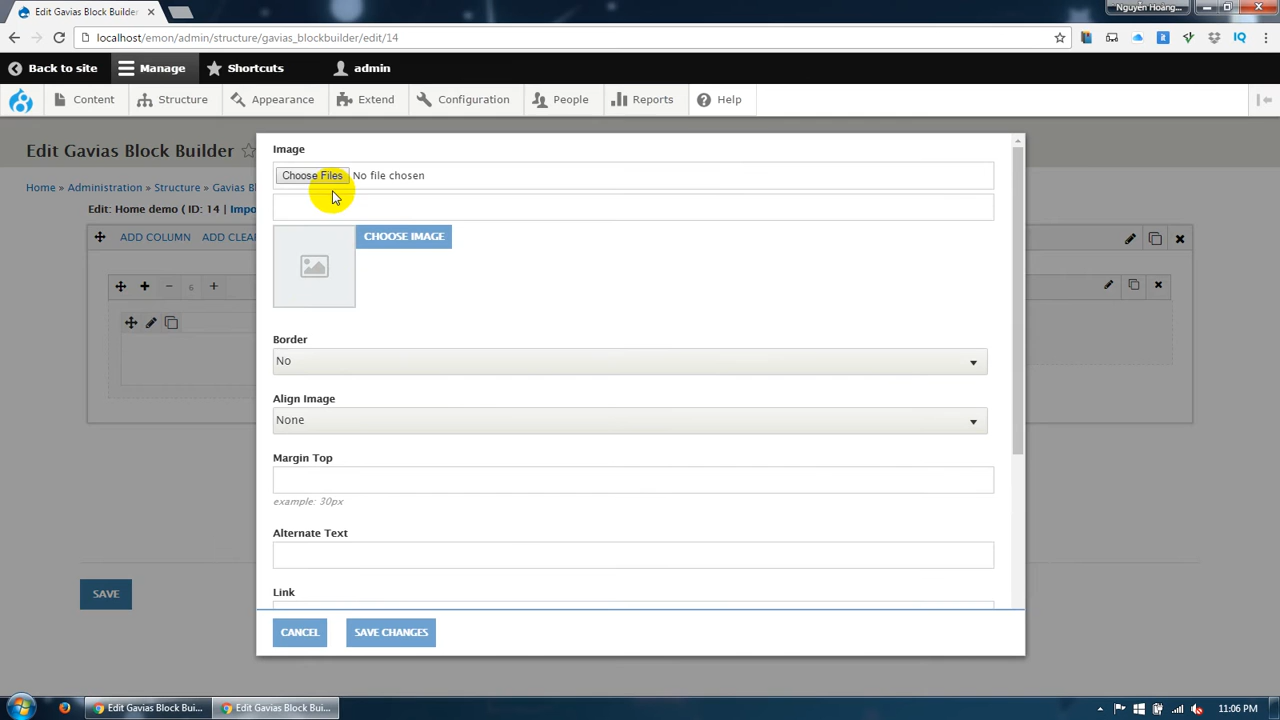 Edit Gavias Block Builder
Nguyen Hoang...
localhost/emon/admin/structure/gavias_blockbuilder/edit/14
Back to site
Manage
Shortcuts
admin
Content
Structure
Appearance
Extend
Configuration
People
Reports
Help
Edit Gavias Block Builder
Home » Administration » Structure » Gavias B
Edit: Home demo ( ID: 14 | Impo
ADD COLUMN
ADD CLEA
6
Image
Choose Files No file chosen
CHOOSE IMAGE
Border
No
Align Image
None
Margin Top
example: 30px
Alternate Text
Link
SAVE
CANCEL
SAVE CHANGES
Edit Gavias Block Bui...
Edit Gavias Block Bui...
11:06 PM